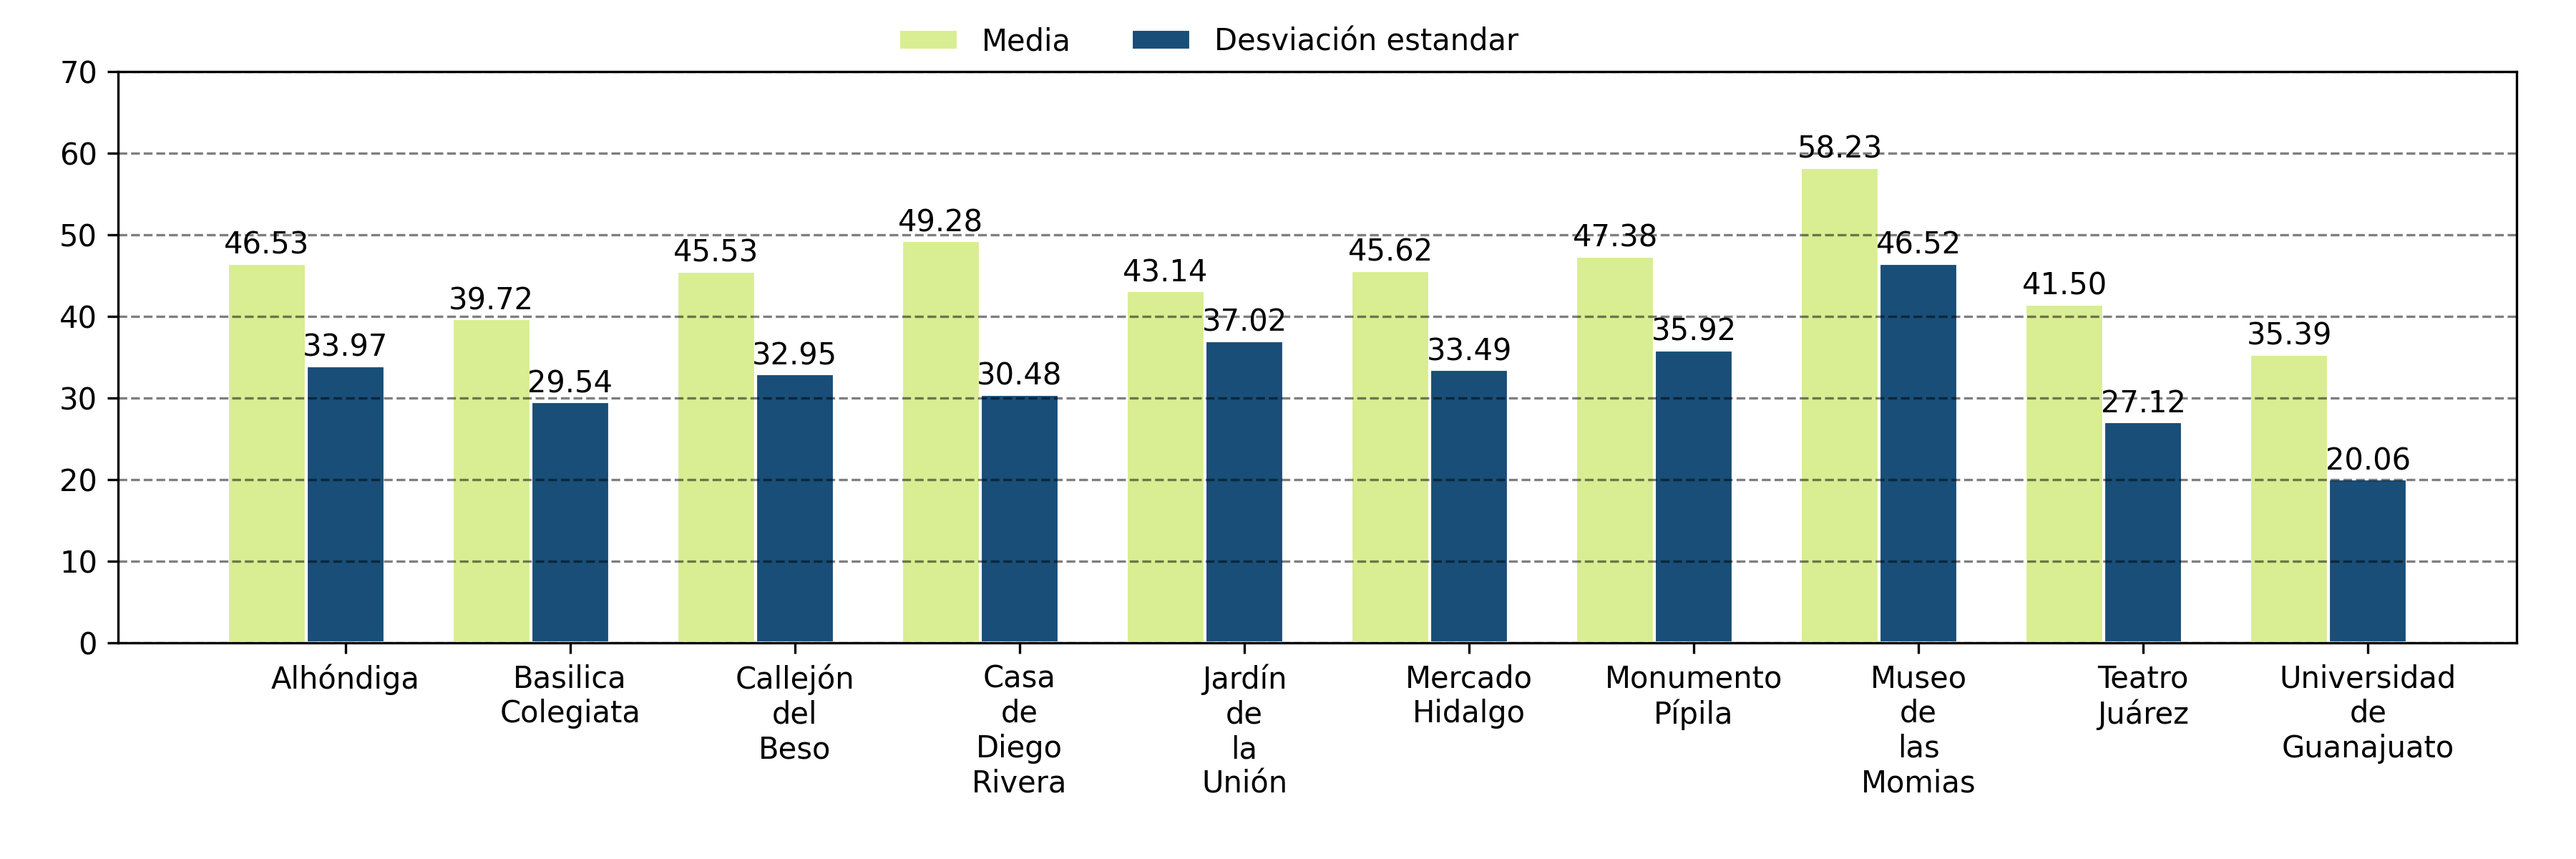 Media Desviación estandar
70
60
50
40
30
20
10
0
46.53 33.97
39.72 29.54
45.53 32.95
49.28 30.48
43.14 37.02
45.62 33.49
47.38 35.92
58.23 46.52
41.50 27.12
35.39 20.06
Alhóndiga
Basilica
Colegiata
Callejón
del
Beso
Casa
de
Diego
Rivera
Jardín
de
la
Unión
Mercado
Hidalgo
Monumento
Pípila
Museo
de
las
Momias
Teatro
Juárez
Universidad
de
Guanajuato